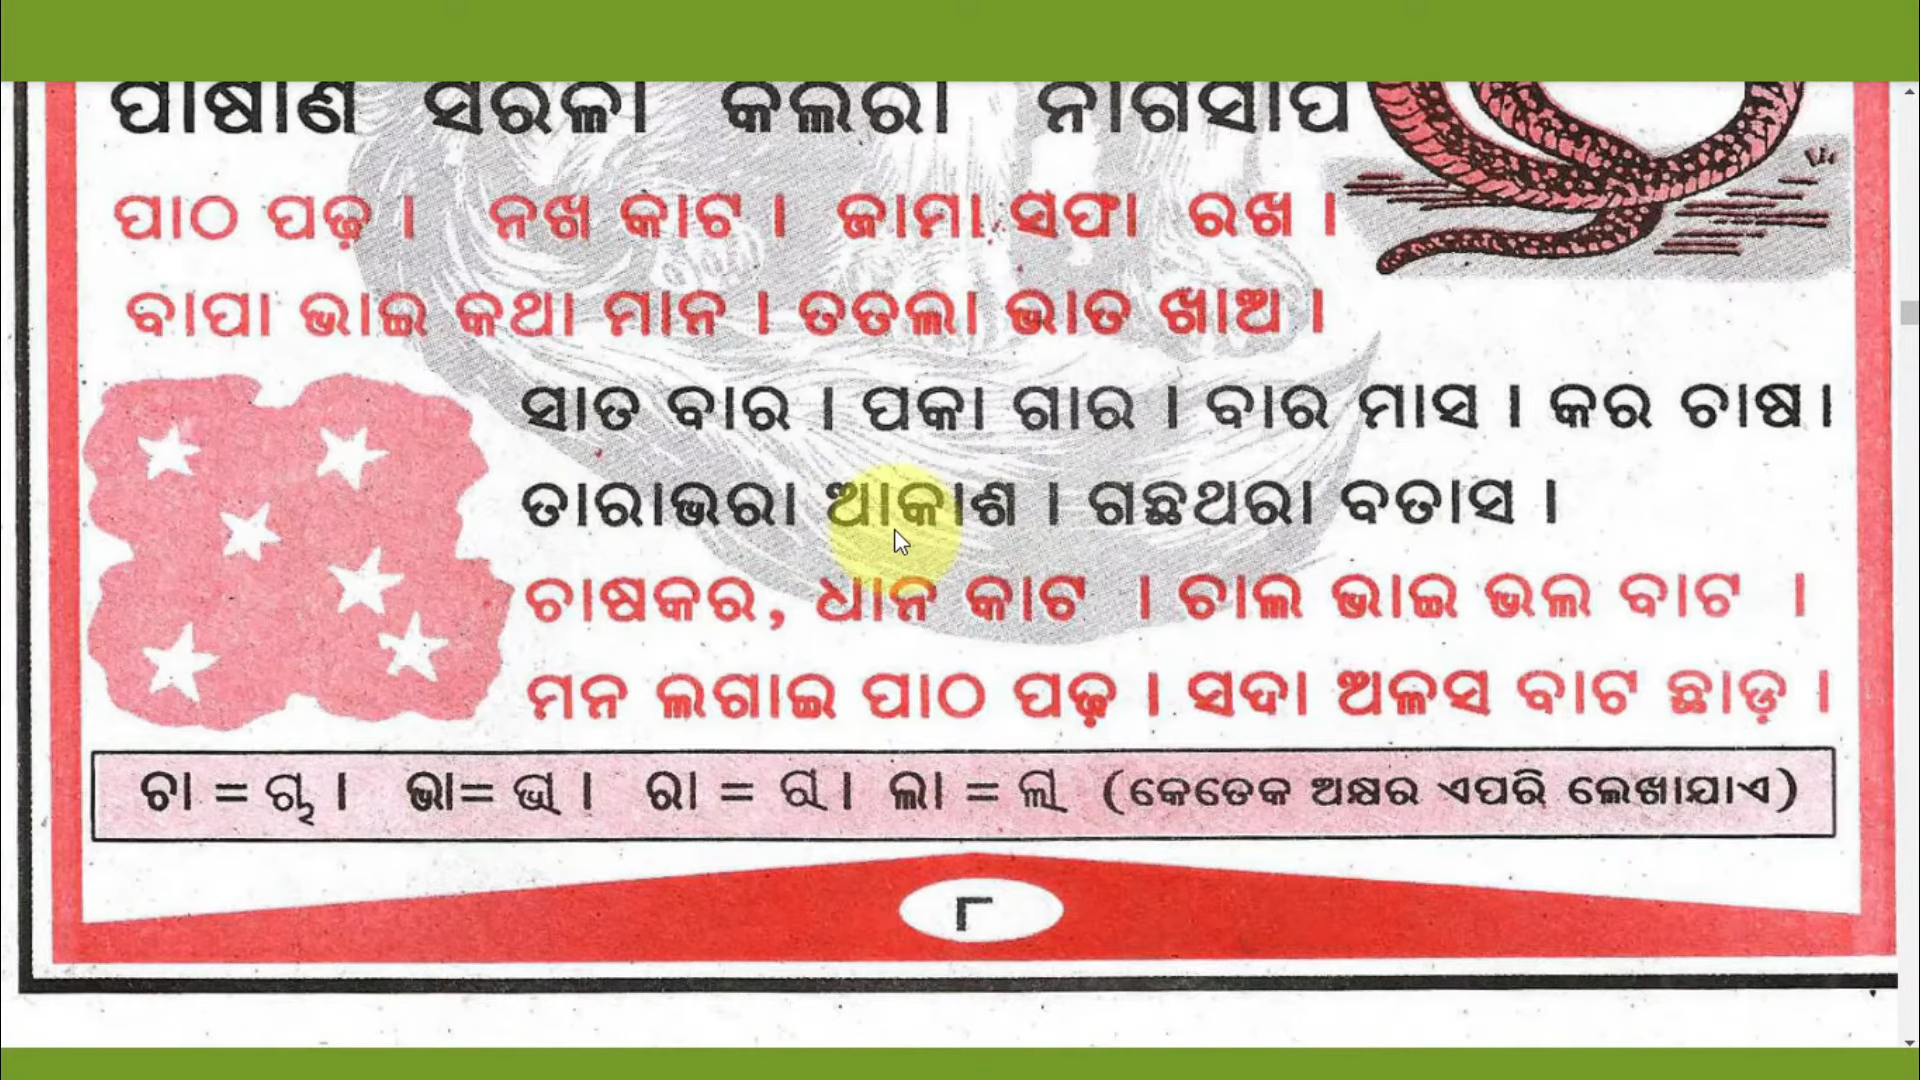 ପାଷାଣ ସରଳା କଲରା ନାଗସାପ
ପାଠ ପଢ଼ । ନଖ କାଟ । ଜାମା ସଫା ରଖ ।
ବାପା ଭାଇ କଥା ମାନ । ତତଲା ଭାତ ଖାଅ ।
ସାତ ବାର । ପକା ଗାର । ବାର ମାସ । କର ଚାଷ ।
ତାରାଭରା ଆକାଶ । ଗଛଥରା ବତାସ ।
ଚାଷକର, ଧାନ କାଟ । ଚାଲ ଭାଇ ଭଲ ବାଟ ।
ମନ ଲଗାଇ ପାଠ ପଢ଼ । ସଦା ଅଳସ ବାଟ ଛାଡ଼ ।
ଚା = । ଭା= । ରା = । ଲା = (କେତେକ ଅକ୍ଷର ଏପରି ଲେଖାଯାଏ)
୮